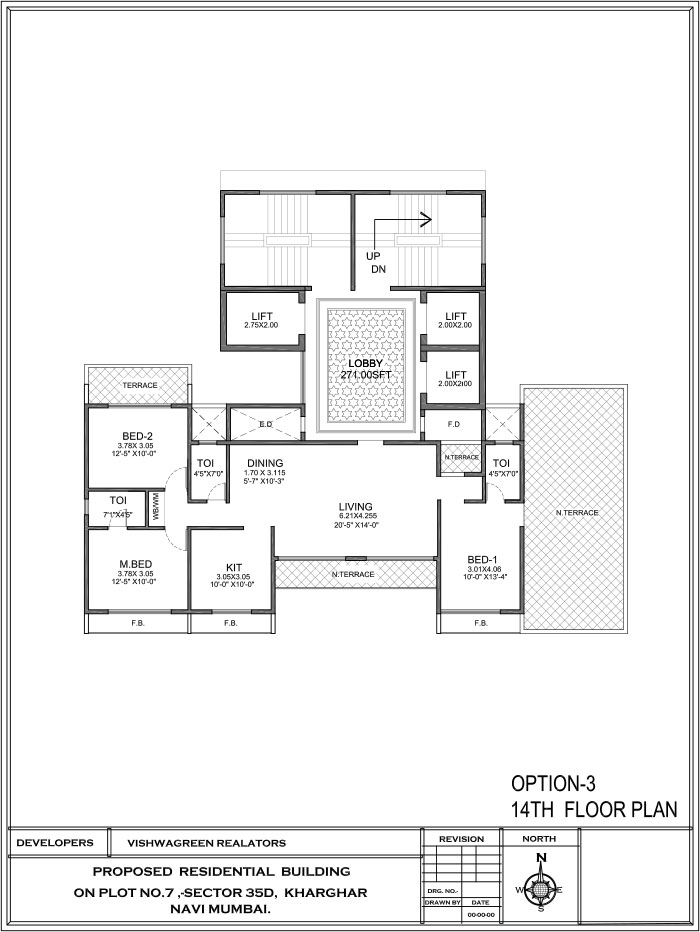 UP
DN
LIFT
2.75X2.00
LIFT
2.00X2.00
LOBBY
271.00SFT
LIFT
2.00X2.00
TERRACE
E.D
F.D
BED-2
3.78X 3.05
12'-5" X10'-0"
TOI
4'5"X7'0"
DINING
1.70 X 3.115
5'-7" X10'-3"
N.TERRACE
TOI
4'5"X7'0"
TOI
7'1"X4'5"
WB/WM
LIVING
6.21X4.255
20'-5" X14'-0"
N.TERRACE
M.BED
3.78X 3.05
12'-5" X10'-0"
KIT
3.05X3.05
10'-0" X10'-0"
N.TERRACE
BED-1
3.01X4.06
10'-0"X13'-4"
F.B.
F.B.
F.B.
OPTION-3
14TH FLOOR PLAN
DEVELOPERS
VISHWAGREEN REALATORS
REVISION
NORTH
PROPOSED RESIDENTIAL BUILDING
ON PLOT NO.7 ,-SECTOR 35D, KHARGHAR
NAVI MUMBAI.
DRG. NO.-
DRAWN BY
DATE
00-00-00
N
W
E
S